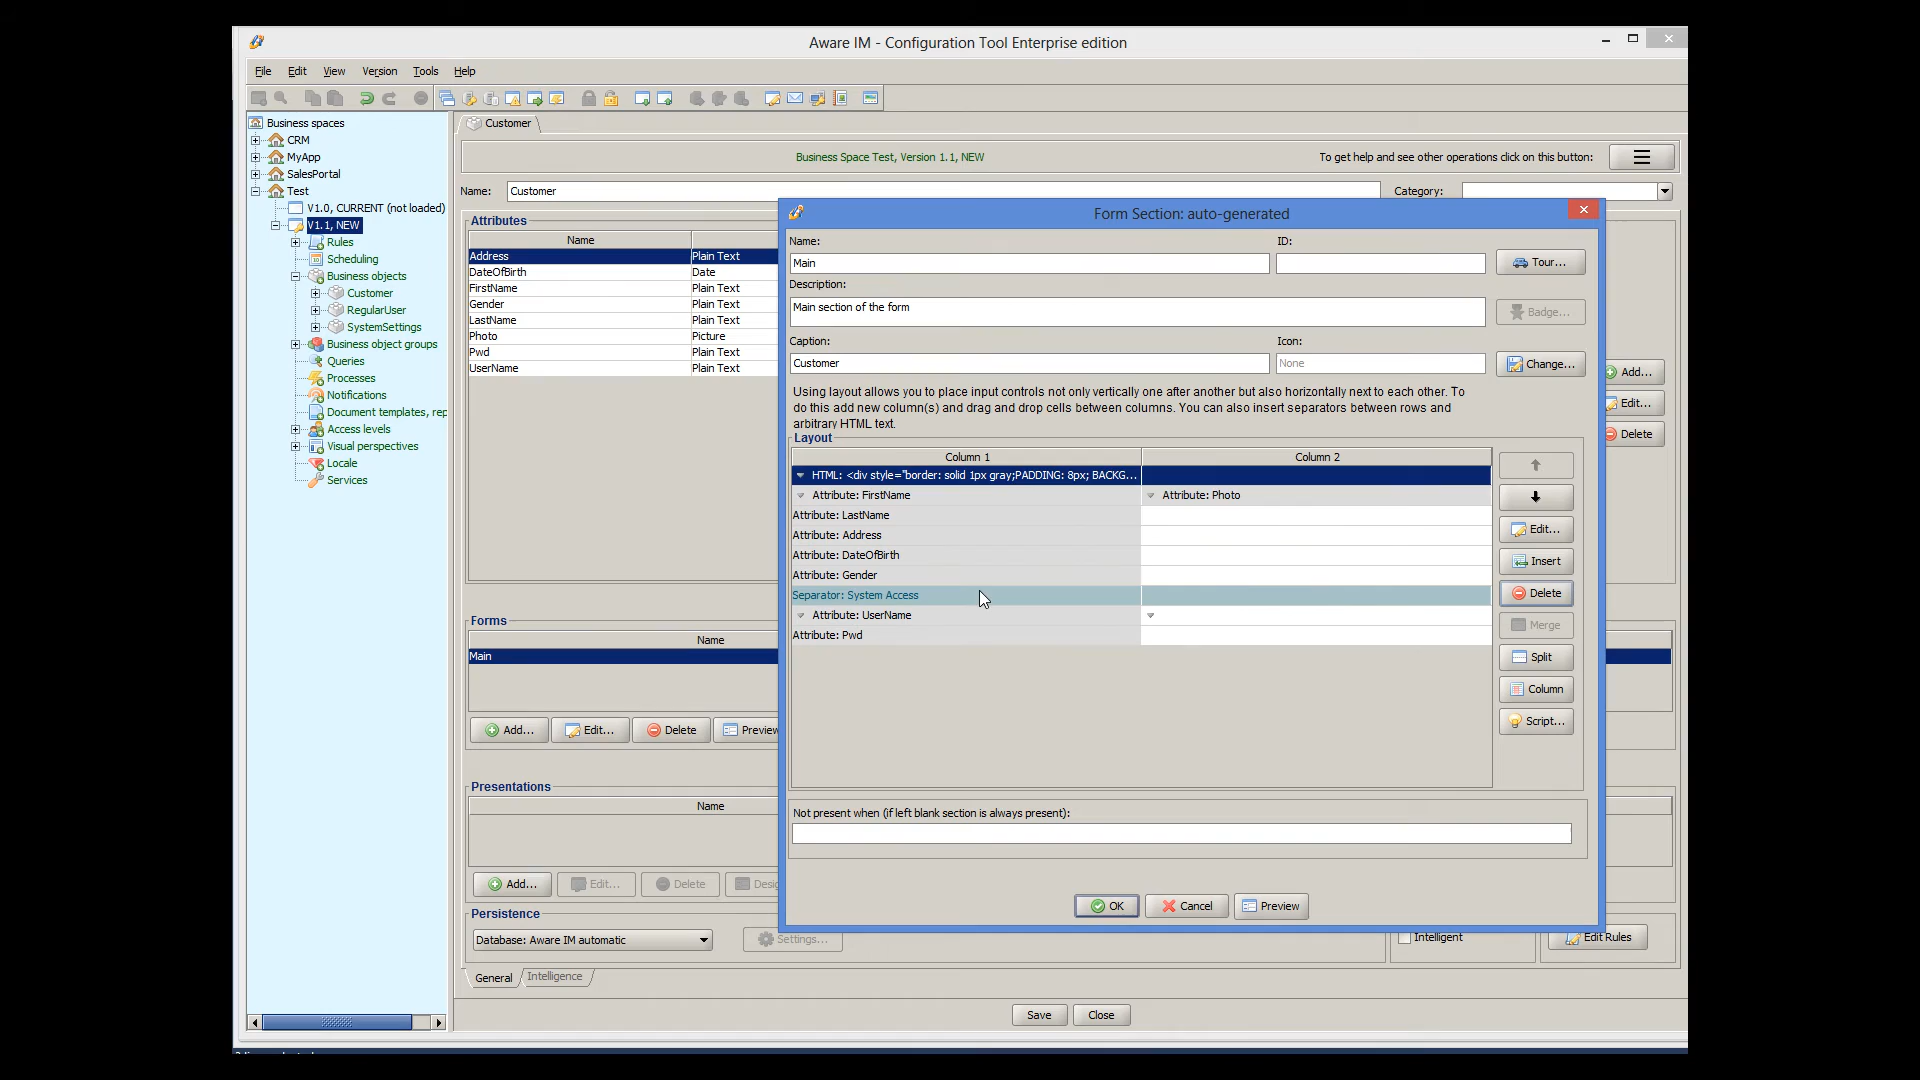 Aware IM - Configuration Tool Enterprise edition
File Edit View Version Tools Help
Business spaces
CRM
MyApp
SalesPortal
Test
V1.0, CURRENT (not loaded)
V1.1, NEW
Rules
Scheduling
Business objects
Customer
RegularUser
SystemSettings
Business object groups
Queries
Processes
Notifications
Document templates, rep
Access levels
Visual perspectives
Locale
Services
Customer
Business Space Test, Version 1.1, NEW
To get help and see other operations click on this button:
Name: Customer
Category:
Attributes
Name
Address Plain Text
DateOfBirth Date
FirstName Plain Text
Gender Plain Text
LastName Plain Text
Photo Picture
Pwd Plain Text
UserName Plain Text
Add...
Edit...
Delete
Forms
Name
Main
Add... Edit... Delete Preview
Presentations
Name
Add... Edit... Delete Desig
Persistence
Database: Aware IM automatic
Settings...
Intelligent
Edit Rules
General Intelligence
Save Close
Form Section: auto-generated
Name: ID:
Main
Tour...
Description:
Main section of the form
Badge...
Caption: Icon:
Customer None
Change...
Using layout allows you to place input controls not only vertically one after another but also horizontally next to each other. To
do this add new column(s) and drag and drop cells between columns. You can also insert separators between rows and
arbitrary HTML text.
Layout
Column 1 Column 2
HTML: <div style="border: solid 1px gray;PADDING: 8px; BACKG...
Attribute: FirstName Attribute: Photo
Attribute: LastName
Attribute: Address
Attribute: DateOfBirth
Attribute: Gender
Separator: System Access
Attribute: UserName
Attribute: Pwd
Edit...
Insert
Delete
Merge
Split
Column
Script...
Not present when (if left blank section is always present):
OK Cancel Preview